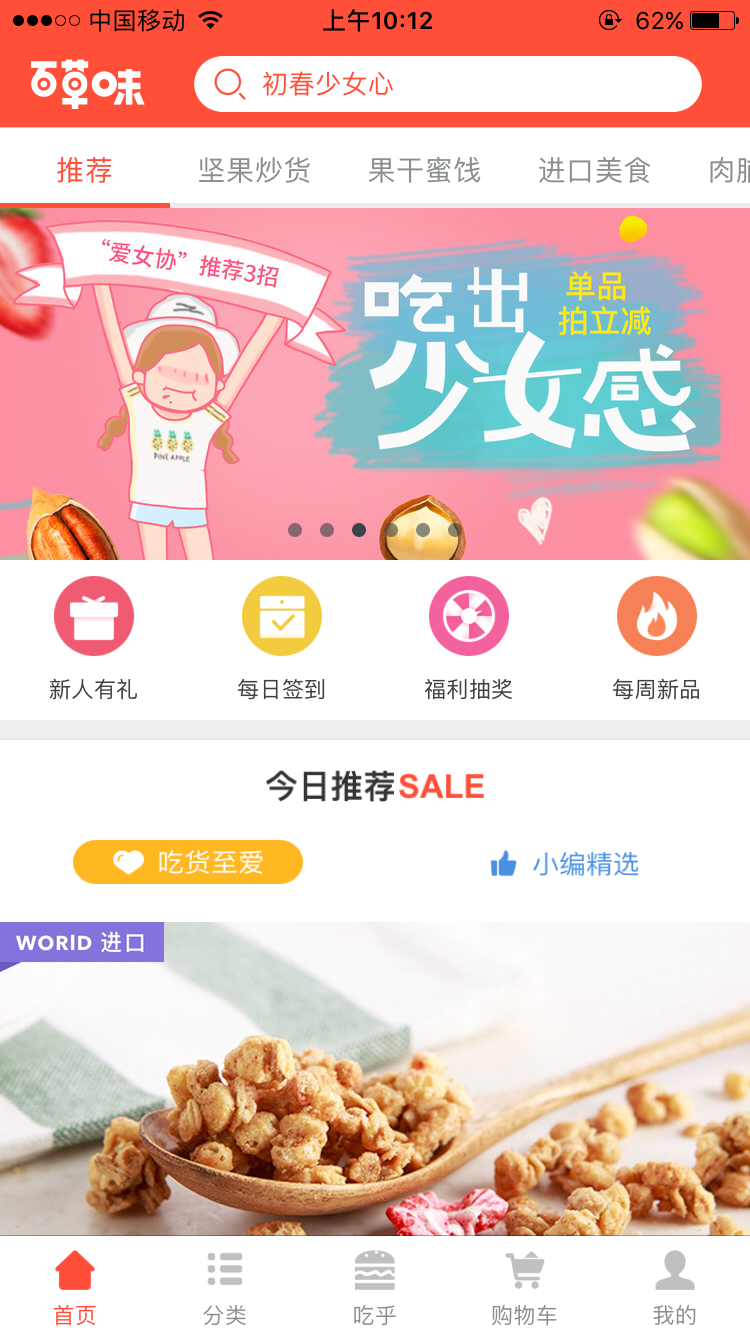 中国移动
上午10:12
62%
百草味
初春少女心
推荐
坚果炒货
果干蜜饯
进口美食
肉脯
“爱女协”推荐3招
吃出
少女感
单品
拍立减
PINE APPLE
新人有礼
每日签到
福利抽奖
每周新品
今日推荐SALE
吃货至爱
小编精选
WORID 进口
首页
分类
吃乎
购物车
我的